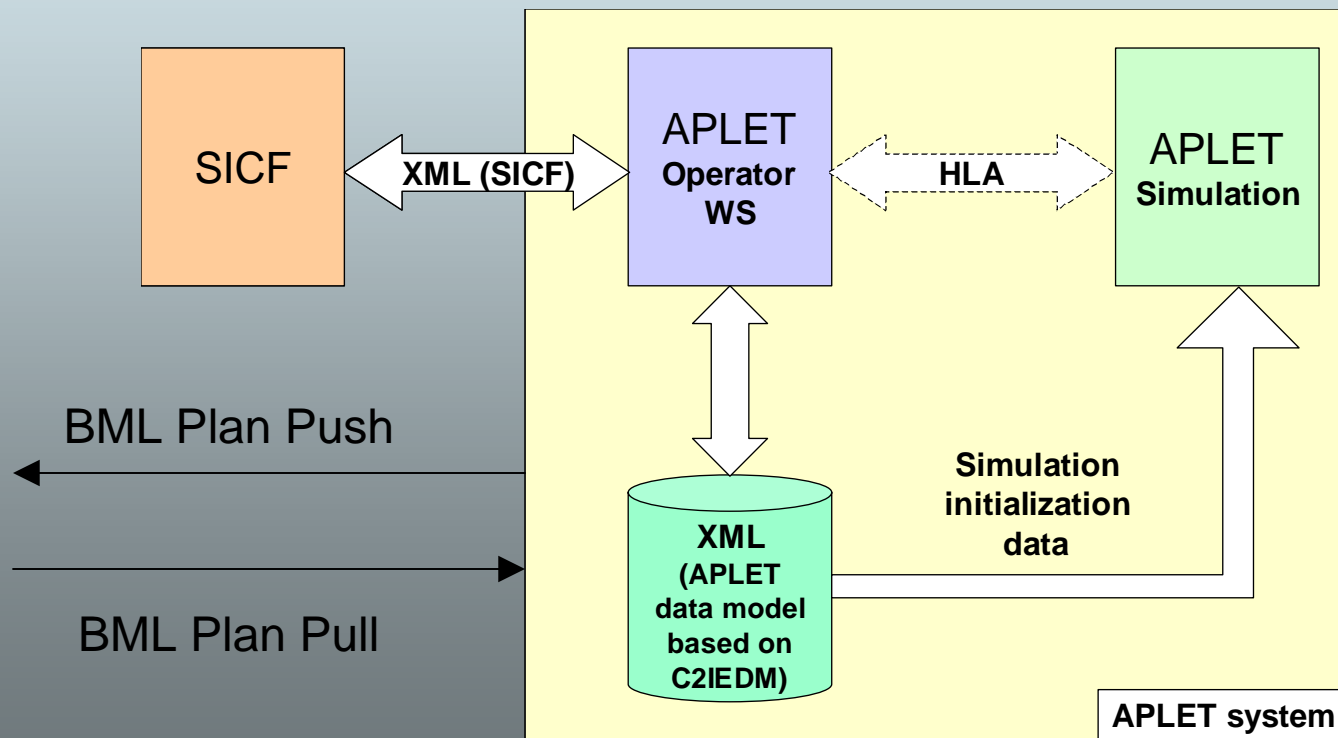 SICF
XML (SICF)
APLET
Operator
WS
HLA
APLET
Simulation
BML Plan Push
BML Plan Pull
XML
(APLET
data model
based on
C2IEDM)
Simulation
initialization
data
APLET system